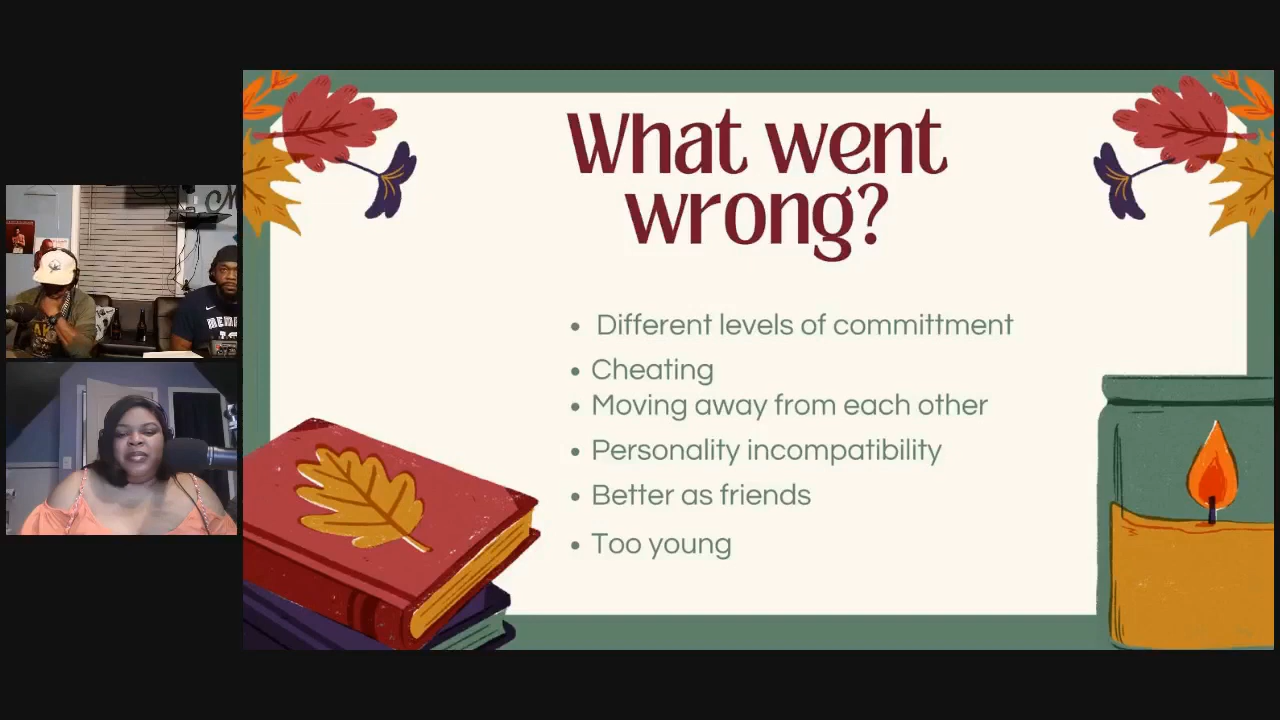 What went
wrong?
Different levels of committment
Cheating
Moving away from each other
Personality incompatibility
Better as friends
Too young